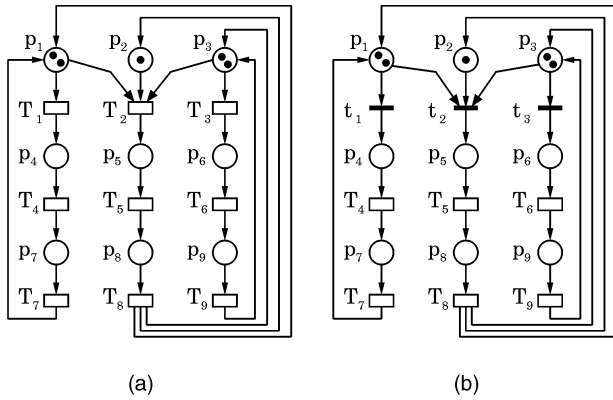 p1 p2 p3 p1 p2 p3
T1 T2 T3 t1 t2 t3
p4 p5 p6 p4 p5 p6
T4 T5 T6 T4 T5 T6
p7 p8 p9 p7 p8 p9
T7 T8 T9 T7 T8 T9
(a) (b)